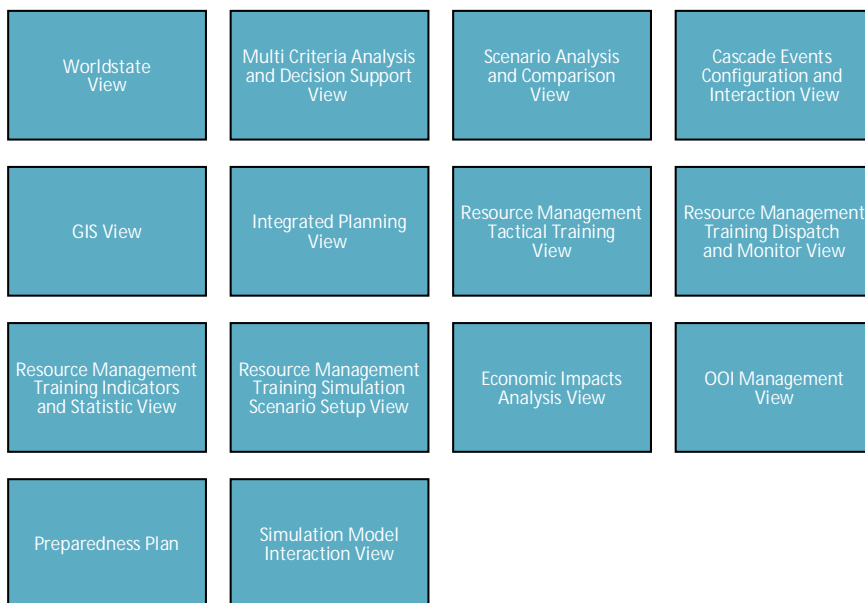 Worldstate
View
Multi Criteria Analysis
and Decision Support
View
Scenario Analysis
and Comparison
View
Cascade Events
Configuration and
Interaction View
GIS View
Integrated Planning
View
Resource Management
Tactical Training
View
Resource Management
Training Dispatch
and Monitor View
Resource Management
Training Indicators
and Statistic View
Resource Management
Training Simulation
Scenario Setup View
Economic Impacts
Analysis View
OOI Management
View
Preparedness Plan
Simulation Model
Interaction View